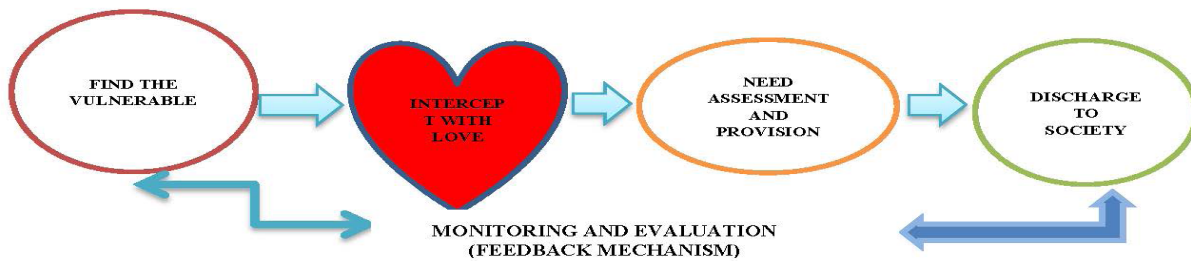 FIND THE
VULNERABLE
INTERCEP
T WITH
LOVE
NEED
ASSESSMENT
AND
PROVISION
DISCHARGE
TO
SOCIETY
MONITORING AND EVALUATION
(FEEDBACK MECHANISM)